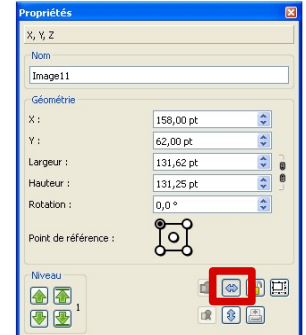 Propriétés
X, Y, Z
Nom
Image11
Géométrie
X : 158,00 pt
Y : 62,00 pt
Largeur : 131,62 pt
Hauteur : 131,25 pt
Rotation : 0,0 °
Point de référence :
Niveau
1